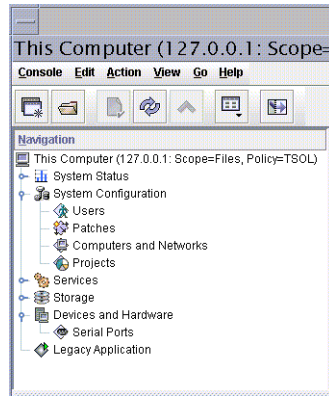 This Computer (127.0.0.1: Scope=
Console Edit Action View Go Help
Navigation
This Computer (127.0.0.1: Scope=Files, Policy=TSOL)
System Status
System Configuration
Users
Patches
Computers and Networks
Projects
Services
Storage
Devices and Hardware
Serial Ports
Legacy Application